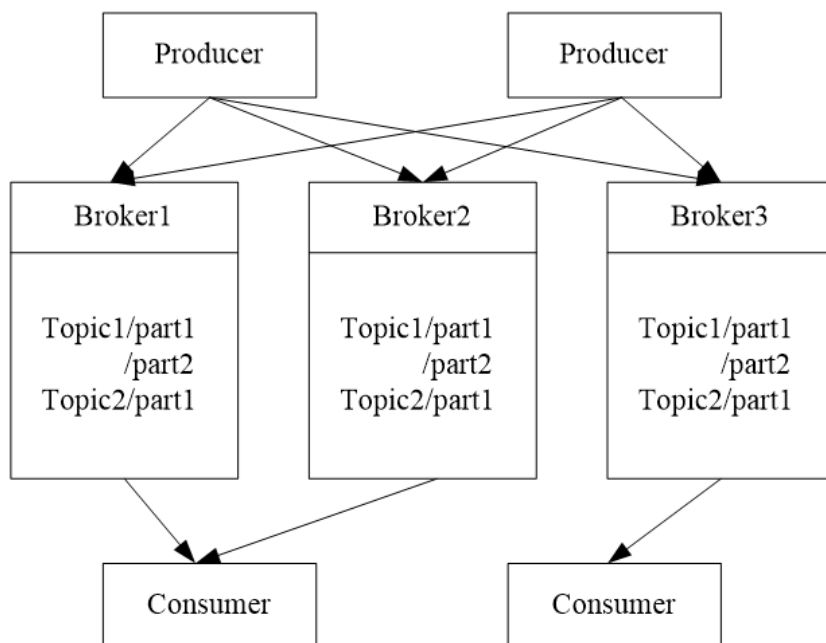 Producer
Producer
Broker1
Broker2
Broker3
Topic1/part1
/part2
Topic2/part1
Topic1/part1
/part2
Topic2/part1
Topic1/part1
/part2
Topic2/part1
Consumer
Consumer